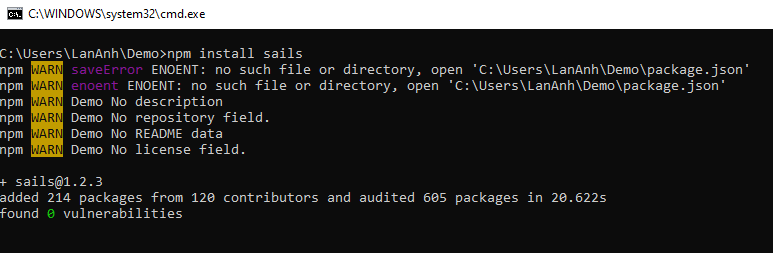 C:\WINDOWS\system32\cmd.exe
C:\Users\LanAnh\Demo>npm install sails
npm WARN saveError ENOENT: no such file or directory, open 'C:\Users\LanAnh\Demo\package.json'
npm WARN enoent ENOENT: no such file or directory, open 'C:\Users\LanAnh\Demo\package.json'
npm WARN Demo No description
npm WARN Demo No repository field.
npm WARN Demo No README data
npm WARN Demo No license field.
+ sails@1.2.3
added 214 packages from 120 contributors and audited 605 packages in 20.622s
found 0 vulnerabilities